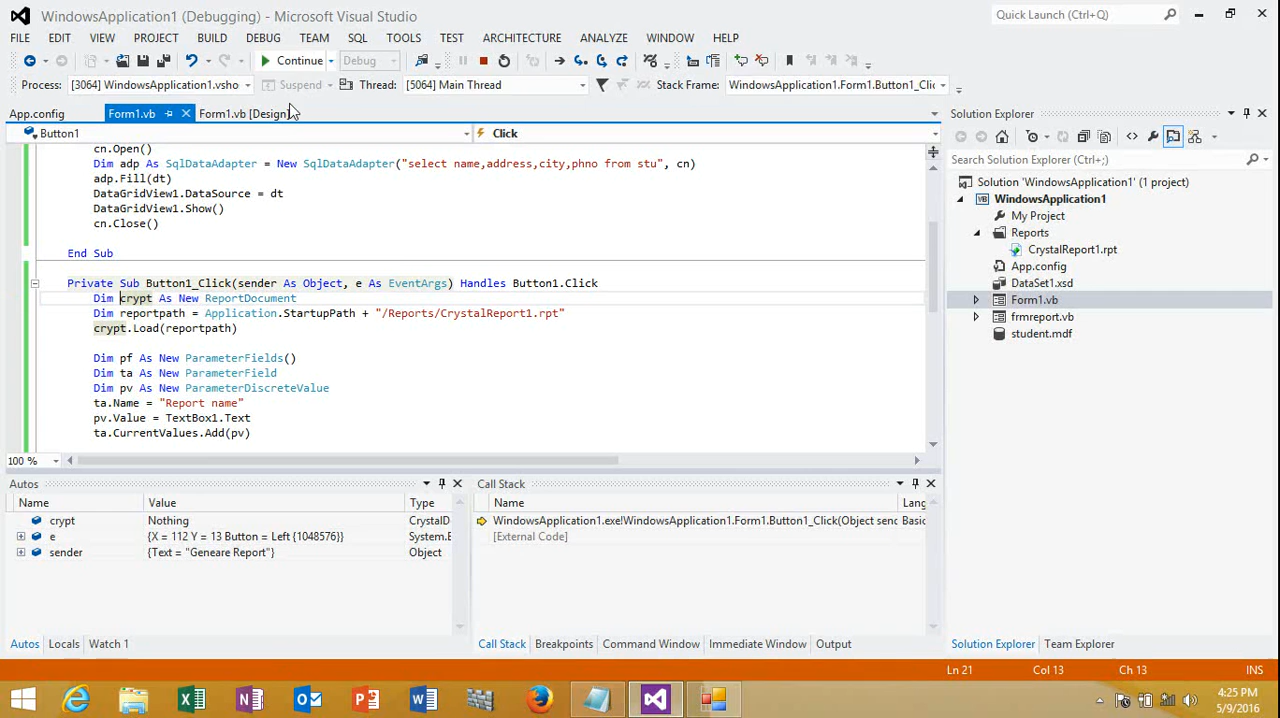 WindowsApplication1 (Debugging) - Microsoft Visual Studio
Quick Launch (Ctrl+Q)
FILE EDIT VIEW PROJECT BUILD DEBUG TEAM SQL TOOLS TEST ARCHITECTURE ANALYZE WINDOW HELP
Continue Debug
Process: [3064] WindowsApplication1.vsho Suspend Thread: [5064] Main Thread Stack Frame: WindowsApplication1.Form1.Button1_Clic
App.config Form1.vb Form1.vb [Design]
Button1 Click
cn.Open()
Dim adp As SqlDataAdapter = New SqlDataAdapter("select name,address,city,phno from stu", cn)
adp.Fill(dt)
DataGridView1.DataSource = dt
DataGridView1.Show()
cn.Close()
End Sub
Private Sub Button1_Click(sender As Object, e As EventArgs) Handles Button1.Click
Dim crypt As New ReportDocument
Dim reportpath = Application.StartupPath + "/Reports/CrystalReport1.rpt"
crypt.Load(reportpath)
Dim pf As New ParameterFields()
Dim ta As New ParameterField
Dim pv As New ParameterDiscreteValue
ta.Name = "Report name"
pv.Value = TextBox1.Text
ta.CurrentValues.Add(pv)
100 %
Solution Explorer
Search Solution Explorer (Ctrl+;)
Solution 'WindowsApplication1' (1 project)
VB WindowsApplication1
My Project
Reports
CrystalReport1.rpt
App.config
DataSet1.xsd
Form1.vb
frmreport.vb
student.mdf
Autos
Name Value Type
crypt Nothing CrystalD
e {X = 112 Y = 13 Button = Left {1048576}} System.E
sender {Text = "Geneare Report"} Object
Autos Locals Watch 1
Call Stack
Name Lang
WindowsApplication1.exe!WindowsApplication1.Form1.Button1_Click(Object senc Basic
[External Code]
Call Stack Breakpoints Command Window Immediate Window Output
Solution Explorer Team Explorer
Ln 21 Col 13 Ch 13 INS
4:25 PM
5/9/2016